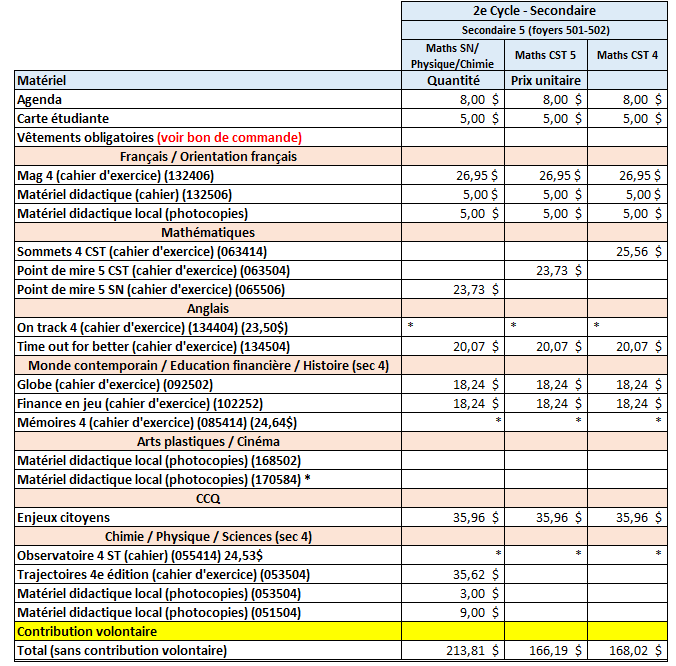 2e Cycle - Secondaire
Secondaire 5 (foyers 501-502)
Maths SN/ Physique/Chimie Maths CST 5 Maths CST 4
Matériel Quantité Prix unitaire
Agenda 8,00 $ 8,00 $ 8,00 $
Carte étudiante 5,00 $ 5,00 $ 5,00 $
Vêtements obligatoires (voir bon de commande)
Français / Orientation français
Mag 4 (cahier d'exercice) (132406) 26,95 $ 26,95 $ 26,95 $
Matériel didactique (cahier) (132506) 5,00 $ 5,00 $ 5,00 $
Matériel didactique local (photocopies) 5,00 $ 5,00 $ 5,00 $
Mathématiques
Sommets 4 CST (cahier d'exercice) (063414) 25,56 $
Point de mire 5 CST (cahier d'exercice) (063504) 23,73 $
Point de mire 5 SN (cahier d'exercice) (065506) 23,73 $
Anglais
On track 4 (cahier d'exercice) (134404) (23,50$) * * *
Time out for better (cahier d'exercice) (134504) 20,07 $ 20,07 $ 20,07 $
Monde contemporain / Education financière / Histoire (sec 4)
Globe (cahier d'exercice) (092502) 18,24 $ 18,24 $ 18,24 $
Finance en jeu (cahier d'exercice) (102252) 18,24 $ 18,24 $ 18,24 $
Mémoires 4 (cahier d'exercice) (085414) (24,64$) * * *
Arts plastiques / Cinéma
Matériel didactique local (photocopies) (168502)
Matériel didactique local (photocopies) (170584) *
CCQ
Enjeux citoyens 35,96 $ 35,96 $ 35,96 $
Chimie / Physique / Sciences (sec 4)
Observatoire 4 ST (cahier) (055414) 24,53$ * * *
Trajectoires 4e édition (cahier d'exercice) (053504) 35,62 $
Matériel didactique local (photocopies) (053504) 3,00 $
Matériel didactique local (photocopies) (051504) 9,00 $
Contribution volontaire
Total (sans contribution volontaire) 213,81 $ 166,19 $ 168,02 $